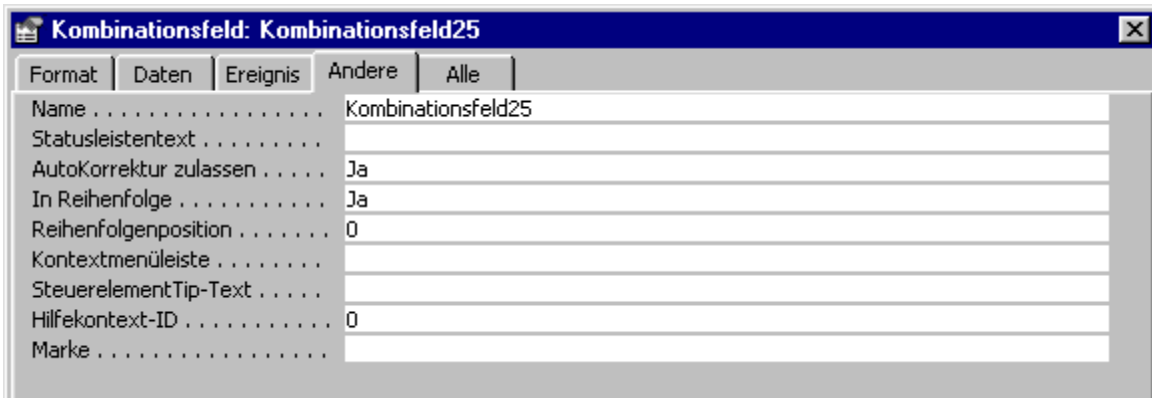 Kombinationsfeld: Kombinationsfeld25
Format Daten Ereignis Andere Alle
Name . . . . . . . . . . . . . . . . . Kombinationsfeld25
Statusleistentext . . . . . . . . .
AutoKorrektur zulassen . . . . . Ja
In Reihenfolge . . . . . . . . . . . Ja
Reihenfolgenposition . . . . . . . 0
Kontextmenüleiste . . . . . . . .
SteuerelementTip-Text . . . . .
Hilfekontext-ID . . . . . . . . . . . 0
Marke . . . . . . . . . . . . . . . . .